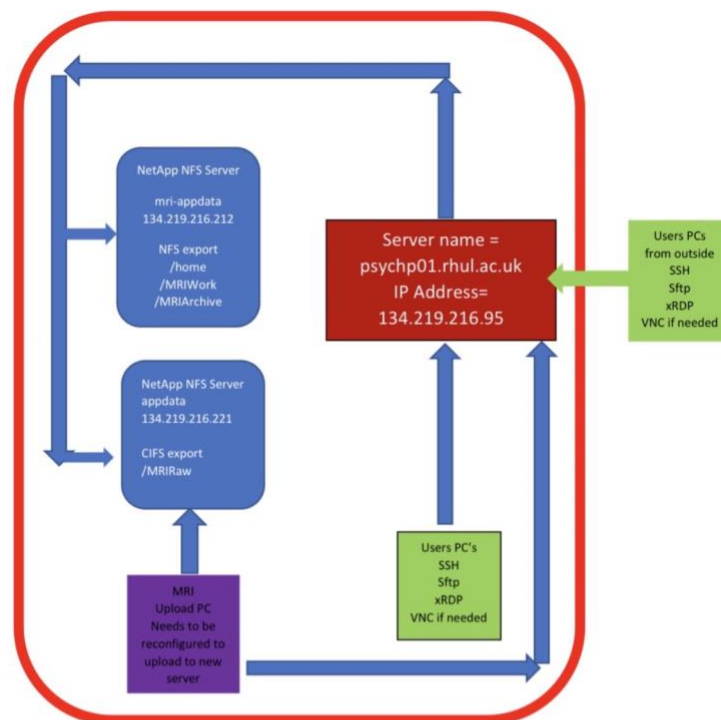 NetApp NFS Server
mri-appdata
134.219.216.212
NFS export
/home
/MRIWork
/MRIArchive
Server name =
psychp01.rhul.ac.uk
IP Address=
134.219.216.95
Users PCs
from outside
SSH
Sftp
xRDP
VNC if needed
NetApp NFS Server
appdata
134.219.216.221
CIFS export
/MRIRaw
Users PC's
SSH
Sftp
xRDP
VNC if needed
MRI
Upload PC
Needs to be
reconfigured to
upload to new
server